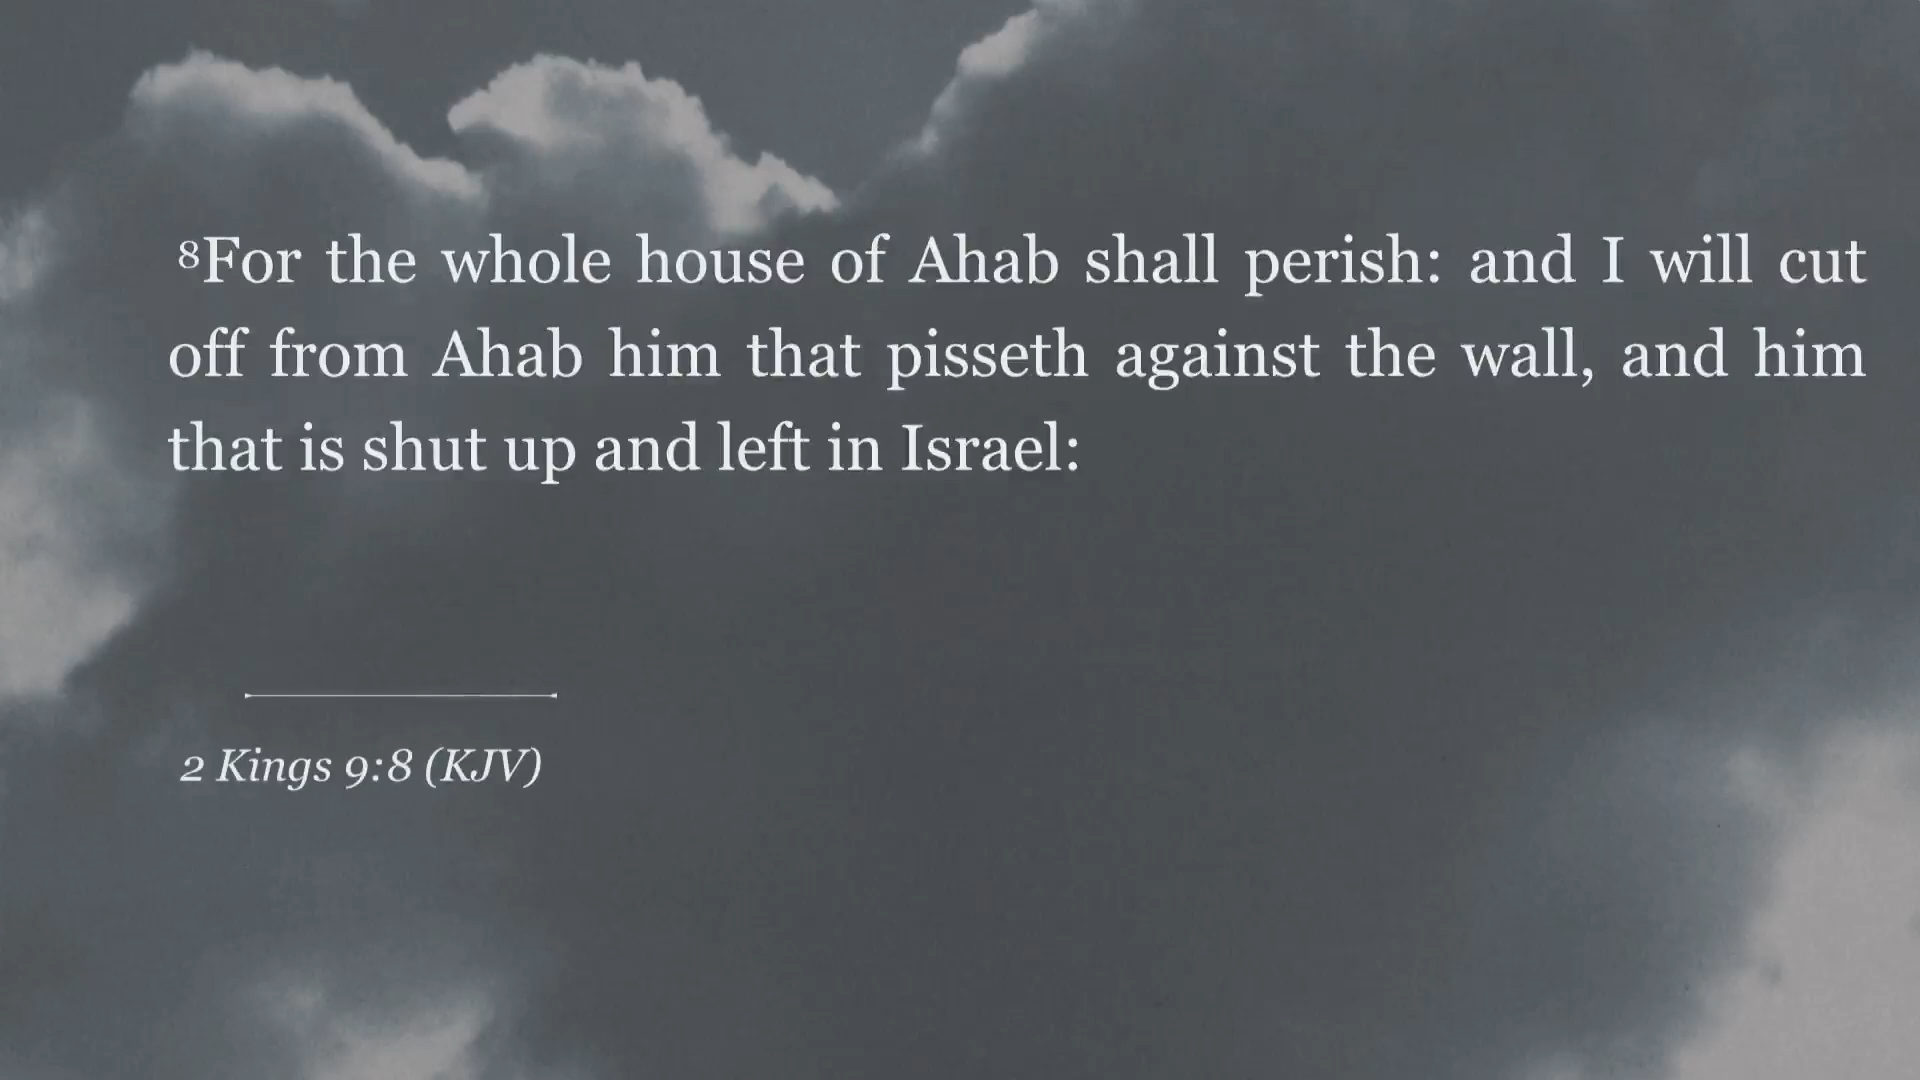 8For the whole house of Ahab shall perish: and I will cut
off from Ahab him that pisseth against the wall, and him
that is shut up and left in Israel:
2 Kings 9:8 (KJV)